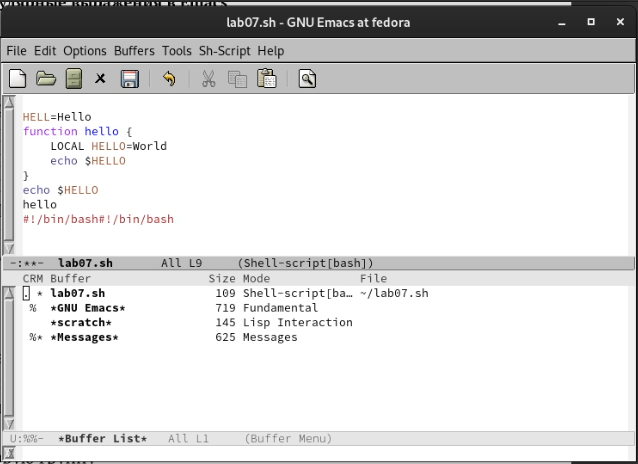 lab07.sh - GNU Emacs at fedora
File Edit Options Buffers Tools Sh-Script Help
HELL=Hello
function hello {
    LOCAL HELLO=World
    echo $HELLO
}
echo $HELLO
hello
#!/bin/bash#!/bin/bash
-:**-  lab07.sh       All L9     (Shell-script[bash])
CRM Buffer                Size Mode             File
. * lab07.sh               109 Shell-script[ba… ~/lab07.sh
 %  *GNU Emacs*            719 Fundamental
    *scratch*              145 Lisp Interaction
 %* *Messages*             625 Messages
U:%%-  *Buffer List*   All L1     (Buffer Menu)